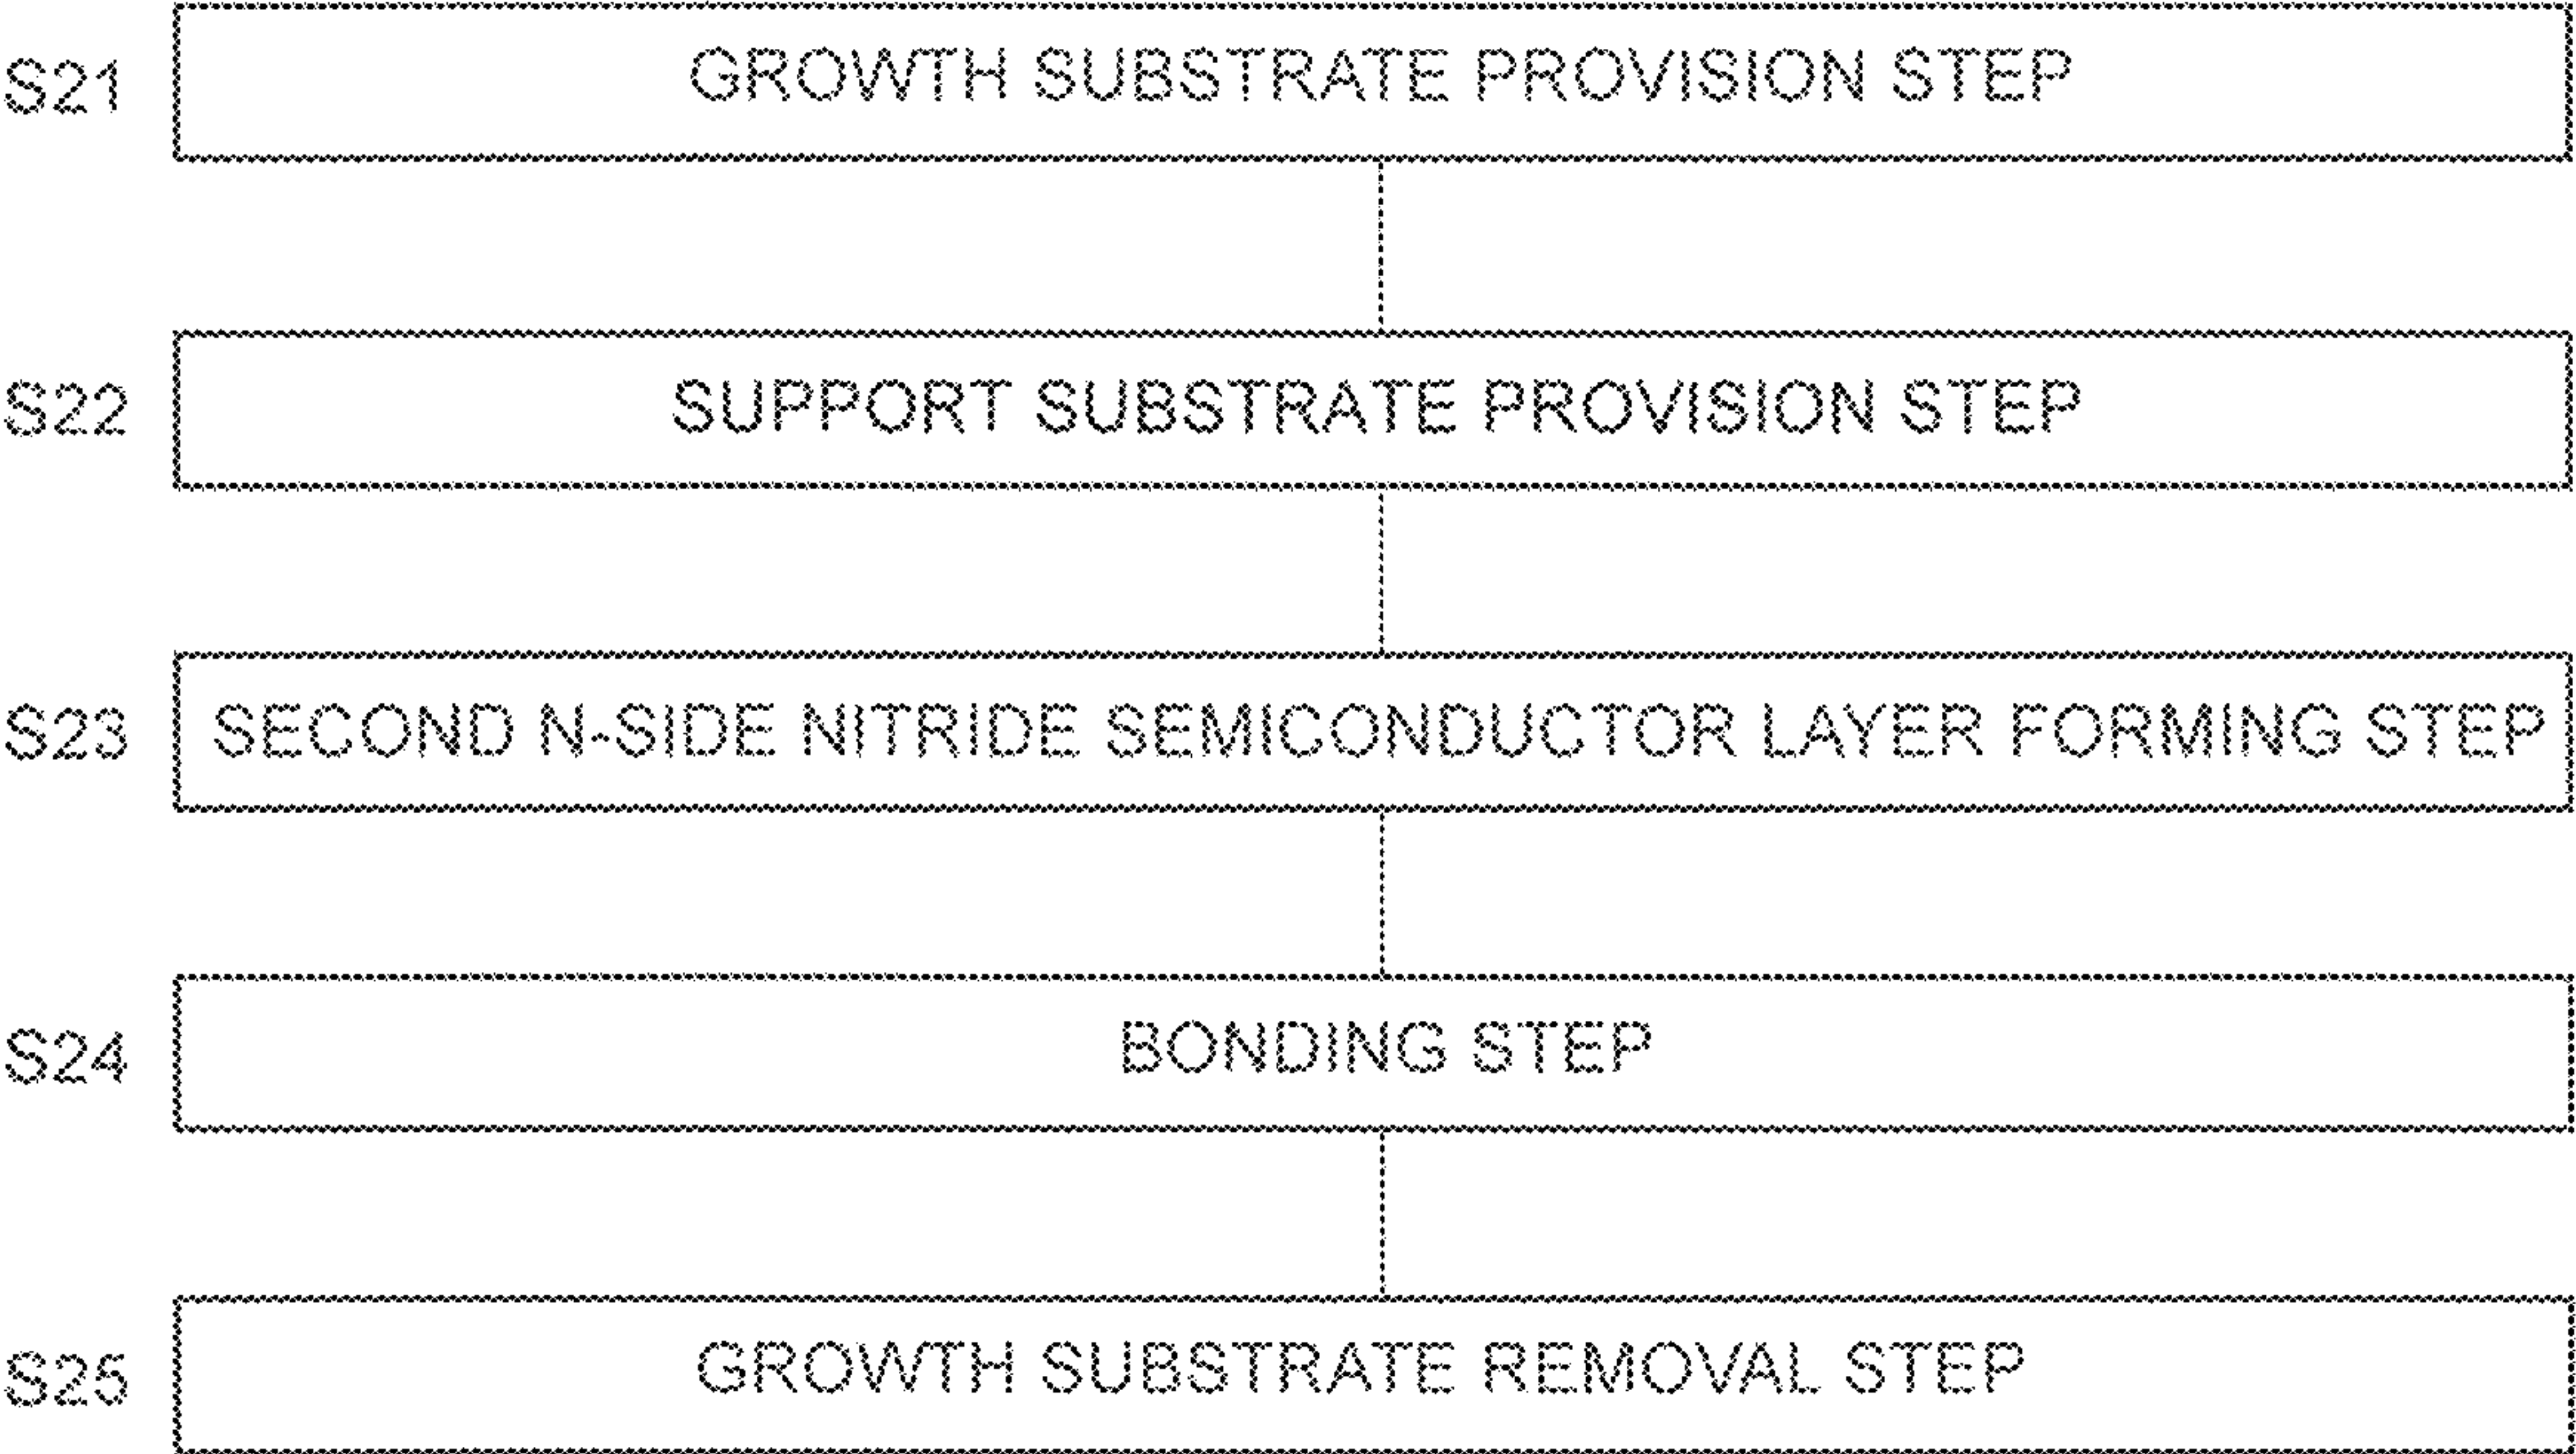 S21 GROWTH SUBSTRATE PROVISION STEP
S22 SUPPORT SUBSTRATE PROVISION STEP
S23 SECOND N-SIDE NITRIDE SEMICONDUCTOR LAYER FORMING STEP
S24 BONDING STEP
S25 GROWTH SUBSTRATE REMOVAL STEP